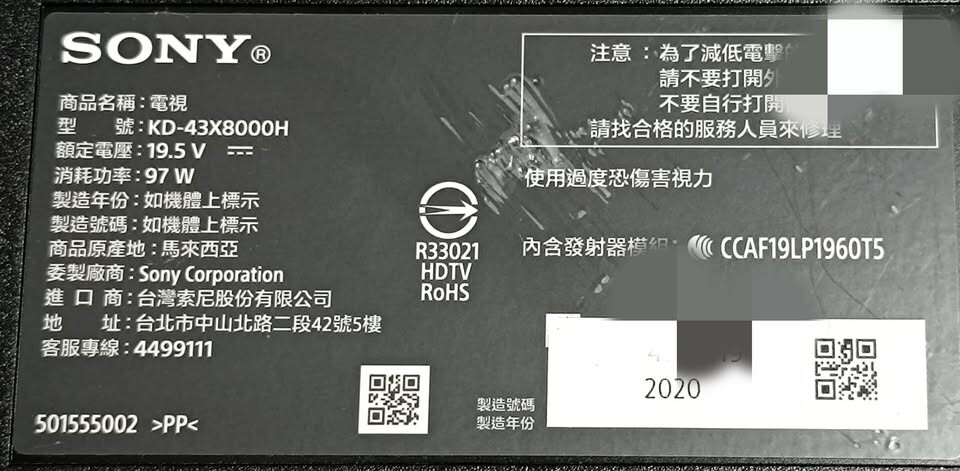 SONY®
商品名稱：電視
型　　號：KD-43X8000H
額定電壓：19.5 V ⎓
消耗功率：97 W
製造年份：如機體上標示
製造號碼：如機體上標示
商品原產地：馬來西亞
委製廠商：Sony Corporation
進 口 商：台灣索尼股份有限公司
地　　址：台北市中山北路二段42號5樓
客服專線：4499111
501555002 >PP<
R33021
HDTV
RoHS
注意：為了減低電擊
請不要打開外
不要自行打開
請找合格的服務人員來修理
使用過度恐傷害視力
內含發射器模組： CCAF19LP1960T5
製造號碼
製造年份 2020